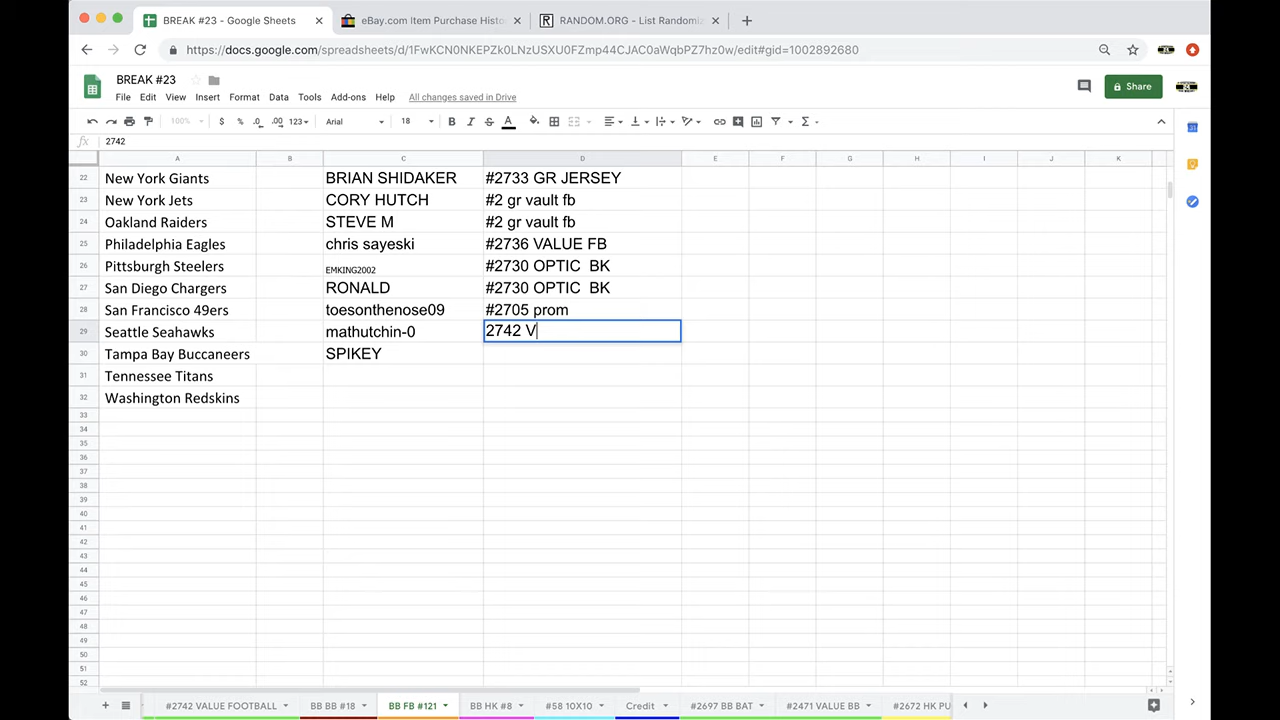 BREAK #23 - Google Sheets × eBay.com Item Purchase Histo × RANDOM.ORG - List Randomiz × +
https://docs.google.com/spreadsheets/d/1FwKCN0NKEPZk0LNzUSXU0FZmp44CJAC0aWqbPZ7hz0w/edit#gid=1002892680
BREAK #23
File Edit View Insert Format Data Tools Add-ons Help All changes saved in Drive
Share
100% $ % .0 .00 123 Arial 18 B I S A
fx 2742
A B C D E F G H I J K
22 New York Giants BRIAN SHIDAKER #2733 GR JERSEY
23 New York Jets CORY HUTCH #2 gr vault fb
24 Oakland Raiders STEVE M #2 gr vault fb
25 Philadelphia Eagles chris sayeski #2736 VALUE FB
26 Pittsburgh Steelers EMKING2002 #2730 OPTIC BK
27 San Diego Chargers RONALD #2730 OPTIC BK
28 San Francisco 49ers toesonthenose09 #2705 prom
29 Seattle Seahawks mathutchin-0 2742 V
30 Tampa Bay Buccaneers SPIKEY
31 Tennessee Titans
32 Washington Redskins
33
34
35
36
37
38
39
40
41
42
43
44
45
46
47
48
49
50
51
52
+ #2742 VALUE FOOTBALL BB BB #18 BB FB #121 BB HK #8 #58 10X10 Credit #2697 BB BAT #2471 VALUE BB #2672 HK PU